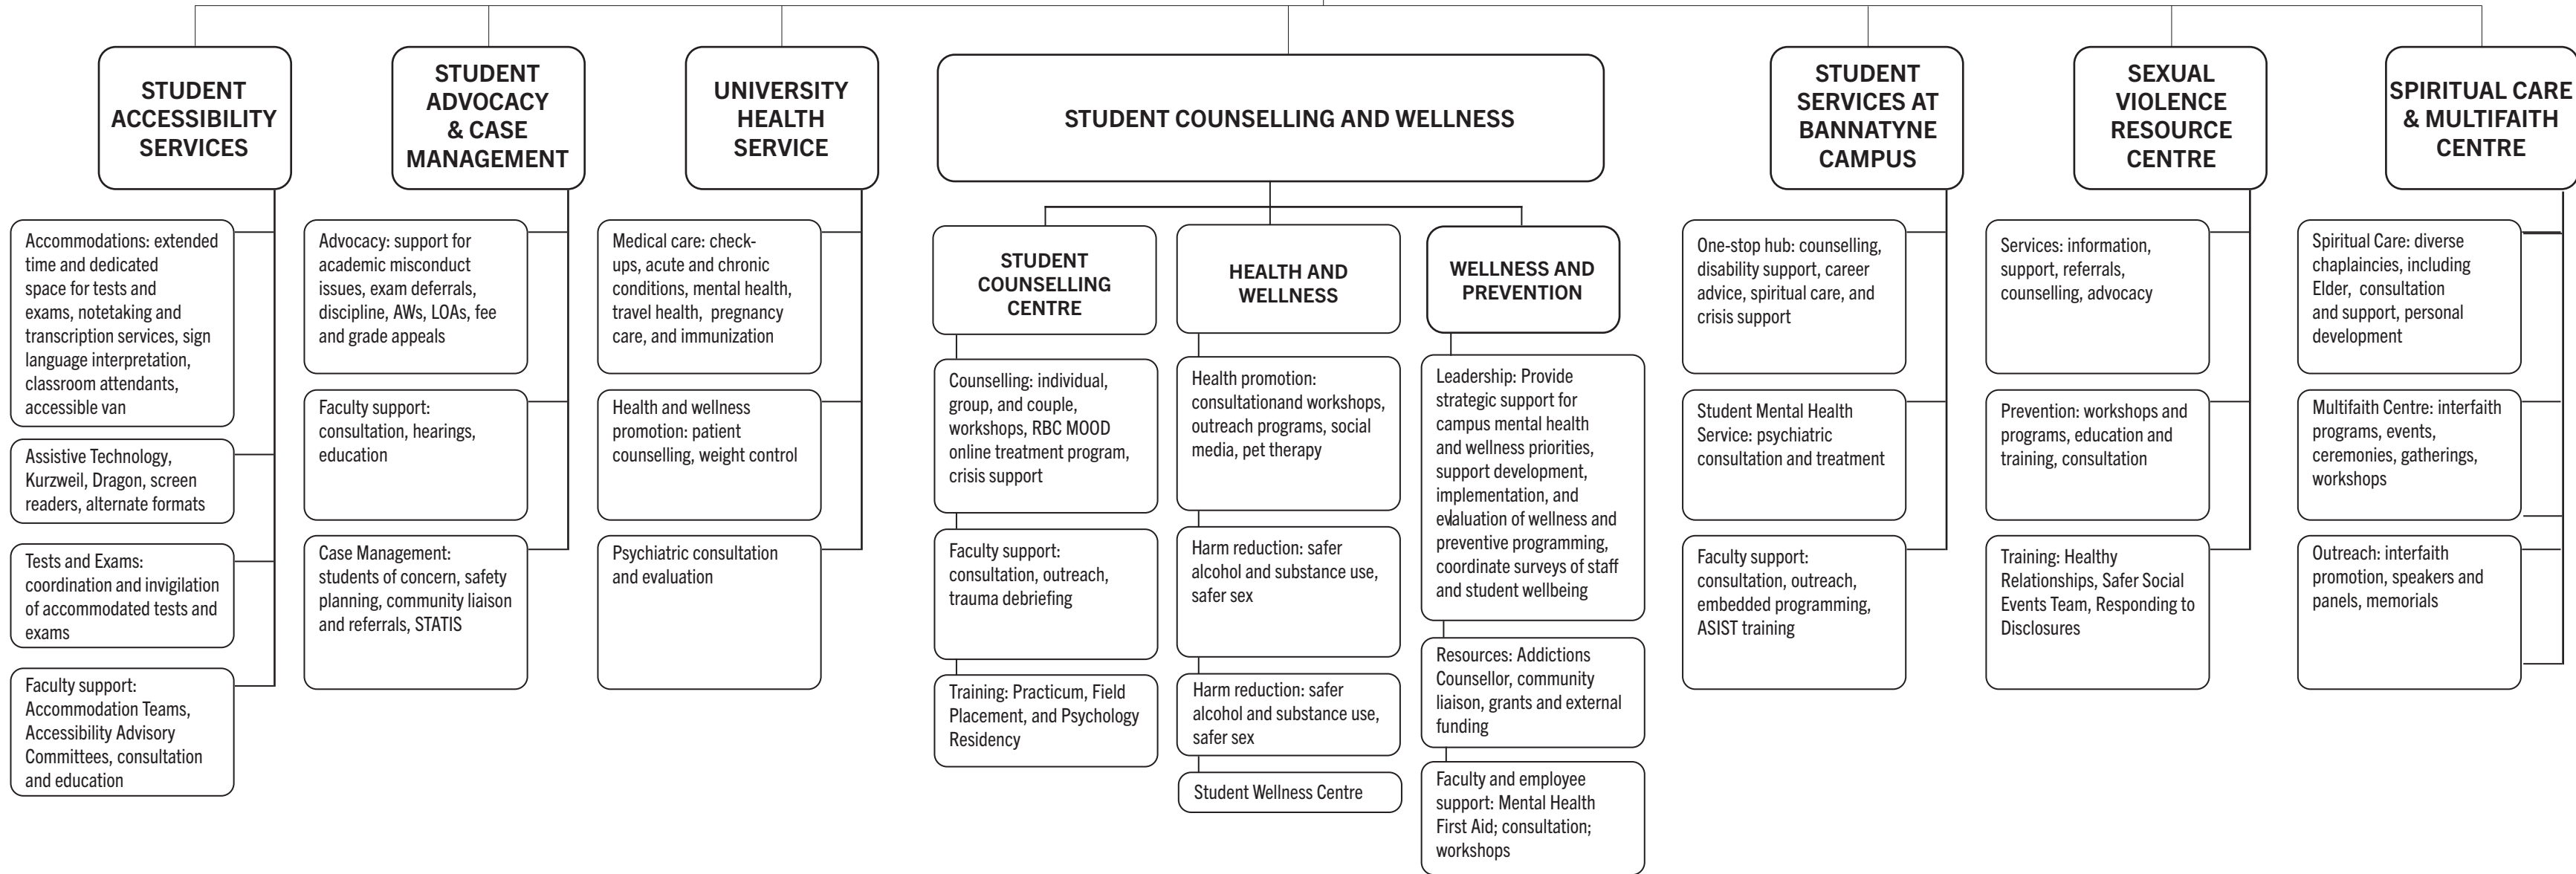 STUDENT
ACCESSIBILITY
SERVICES
Accommodations: extended
time and dedicated
space for tests and
exams, notetaking and
transcription services, sign
language interpretation,
classroom attendants,
accessible van
Assistive Technology,
Kurzweil, Dragon, screen
readers, alternate formats
Tests and Exams:
coordination and invigilation
of accommodated tests and
exams
Faculty support:
Accommodation Teams,
Accessibility Advisory
Committees, consultation
and education
STUDENT
ADVOCACY
& CASE
MANAGEMENT
Advocacy: support for
academic misconduct
issues, exam deferrals,
discipline, AWs, LOAs, fee
and grade appeals
Faculty support:
consultation, hearings,
education
Case Management:
students of concern, safety
planning, community liaison
and referrals, STATIS
UNIVERSITY
HEALTH
SERVICE
Medical care: check-
ups, acute and chronic
conditions, mental health,
travel health, pregnancy
care, and immunization
Health and wellness
promotion: patient
counselling, weight control
Psychiatric consultation
and evaluation
STUDENT COUNSELLING AND WELLNESS
STUDENT
COUNSELLING
CENTRE
Counselling: individual,
group, and couple,
workshops, RBC MOOD
online treatment program,
crisis support
Faculty support:
consultation, outreach,
trauma debriefing
Training: Practicum, Field
Placement, and Psychology
Residency
HEALTH AND
WELLNESS
Health promotion:
consultationand workshops,
outreach programs, social
media, pet therapy
Harm reduction: safer
alcohol and substance use,
safer sex
Harm reduction: safer
alcohol and substance use,
safer sex
Student Wellness Centre
WELLNESS AND
PREVENTION
Leadership: Provide
strategic support for
campus mental health
and wellness priorities,
support development,
implementation, and
evaluation of wellness and
preventive programming,
coordinate surveys of staff
and student wellbeing
Resources: Addictions
Counsellor, community
liaison, grants and external
funding
Faculty and employee
support: Mental Health
First Aid; consultation;
workshops
STUDENT
SERVICES AT
BANNATYNE
CAMPUS
One-stop hub: counselling,
disability support, career
advice, spiritual care, and
crisis support
Student Mental Health
Service: psychiatric
consultation and treatment
Faculty support:
consultation, outreach,
embedded programming,
ASIST training
SEXUAL
VIOLENCE
RESOURCE
CENTRE
Services: information,
support, referrals,
counselling, advocacy
Prevention: workshops and
programs, education and
training, consultation
Training: Healthy
Relationships, Safer Social
Events Team, Responding to
Disclosures
SPIRITUAL CARE
& MULTIFAITH
CENTRE
Spiritual Care: diverse
chaplaincies, including
Elder, consultation
and support, personal
development
Multifaith Centre: interfaith
programs, events,
ceremonies, gatherings,
workshops
Outreach: interfaith
promotion, speakers and
panels, memorials